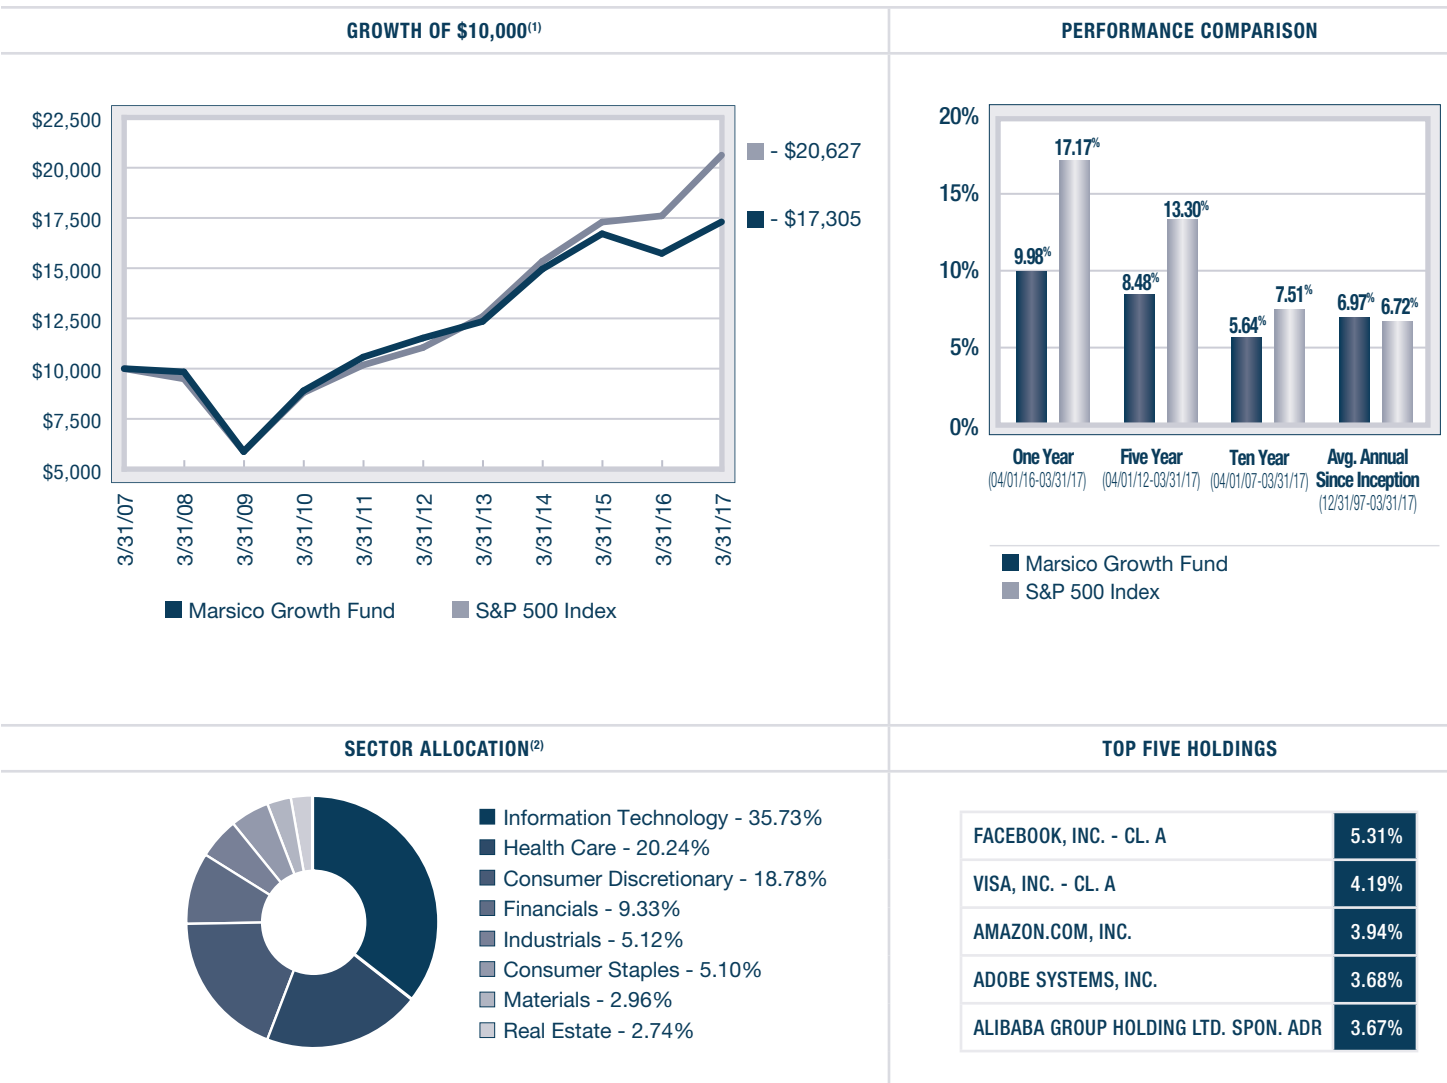 GROWTH OF $10,000(1)
$22,500
$20,000
$17,500
$15,000
$12,500
$10,000
$7,500
$5,000
- $20,627
- $17,305
3/31/07
3/31/08
3/31/09
3/31/10
3/31/11
3/31/12
3/31/13
3/31/14
3/31/15
3/31/16
3/31/17
Marsico Growth Fund
S&P 500 Index
PERFORMANCE COMPARISON
20%
15%
10%
5%
0%
9.98%
17.17%
8.48%
13.30%
5.64%
7.51%
6.97%
6.72%
One Year
(04/01/16-03/31/17)
Five Year
(04/01/12-03/31/17)
Ten Year
(04/01/07-03/31/17)
Avg. Annual
Since Inception
(12/31/97-03/31/17)
Marsico Growth Fund
S&P 500 Index
SECTOR ALLOCATION(2)
Information Technology - 35.73%
Health Care - 20.24%
Consumer Discretionary - 18.78%
Financials - 9.33%
Industrials - 5.12%
Consumer Staples - 5.10%
Materials - 2.96%
Real Estate - 2.74%
TOP FIVE HOLDINGS
FACEBOOK, INC. - CL. A 5.31%
VISA, INC. - CL. A 4.19%
AMAZON.COM, INC. 3.94%
ADOBE SYSTEMS, INC. 3.68%
ALIBABA GROUP HOLDING LTD. SPON. ADR 3.67%